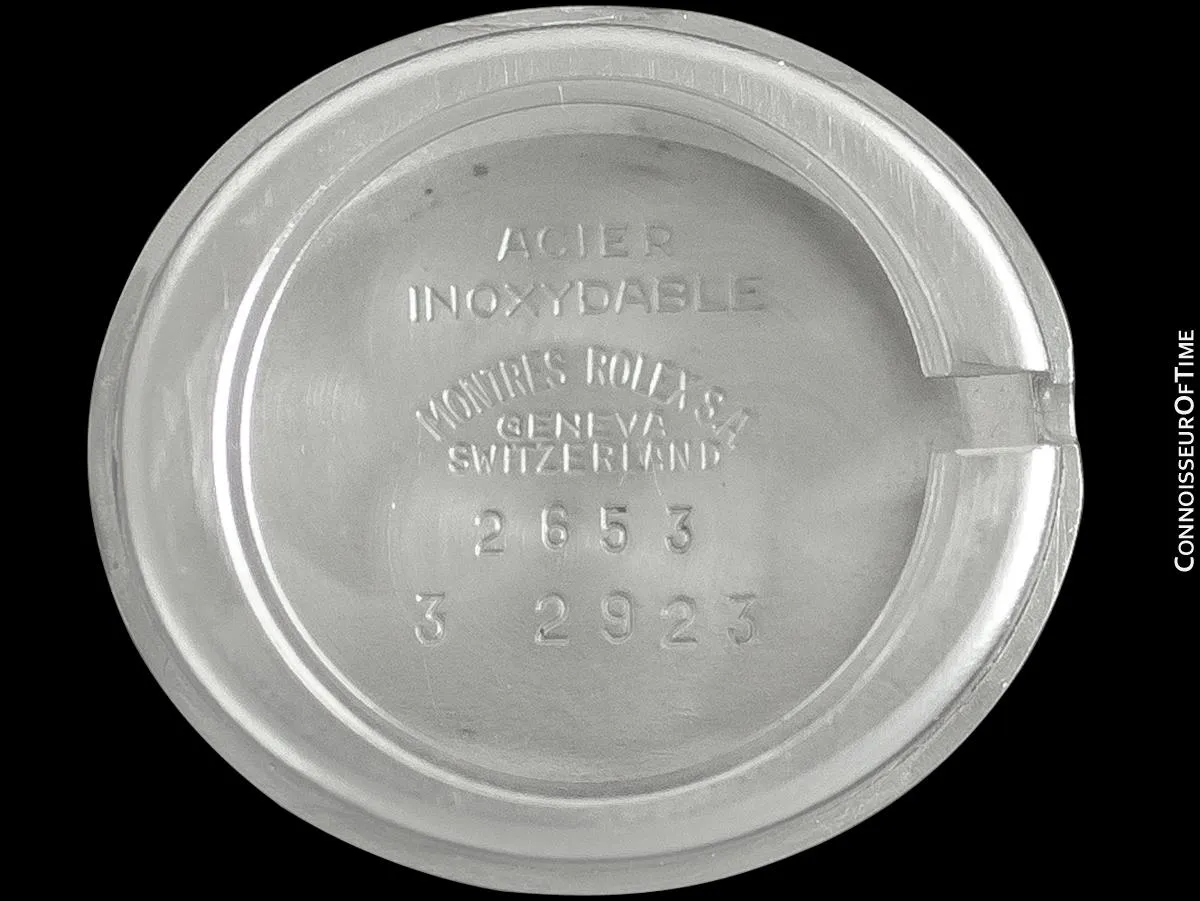 ACIER
INOXYDABLE
MONTRES ROLEX S.A
GENEVA
SWITZERLAND
2653
3 2923
CONNOISSEUROFTIME